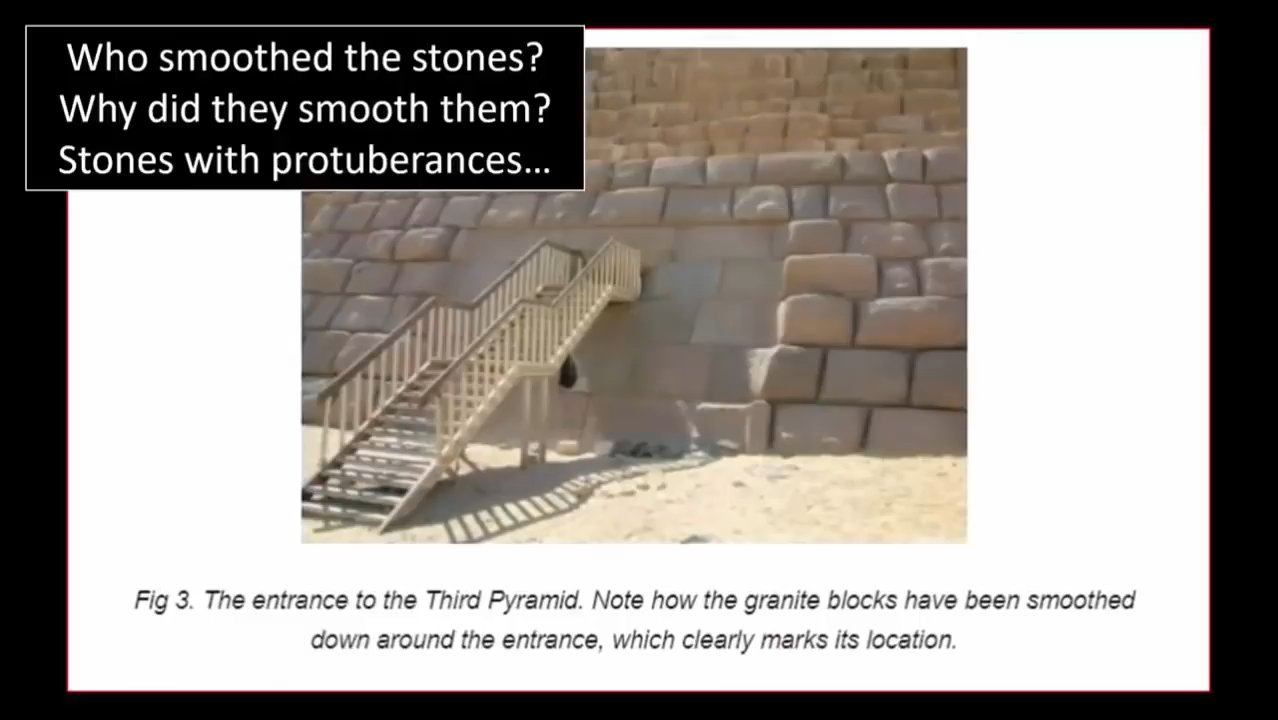 Who smoothed the stones?
Why did they smooth them?
Stones with protuberances...
Fig 3. The entrance to the Third Pyramid. Note how the granite blocks have been smoothed
down around the entrance, which clearly marks its location.